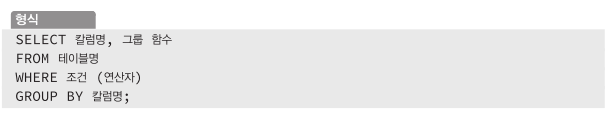 형식
SELECT 칼럼명, 그룹 함수
FROM 테이블명
WHERE 조건 (연산자)
GROUP BY 칼럼명;